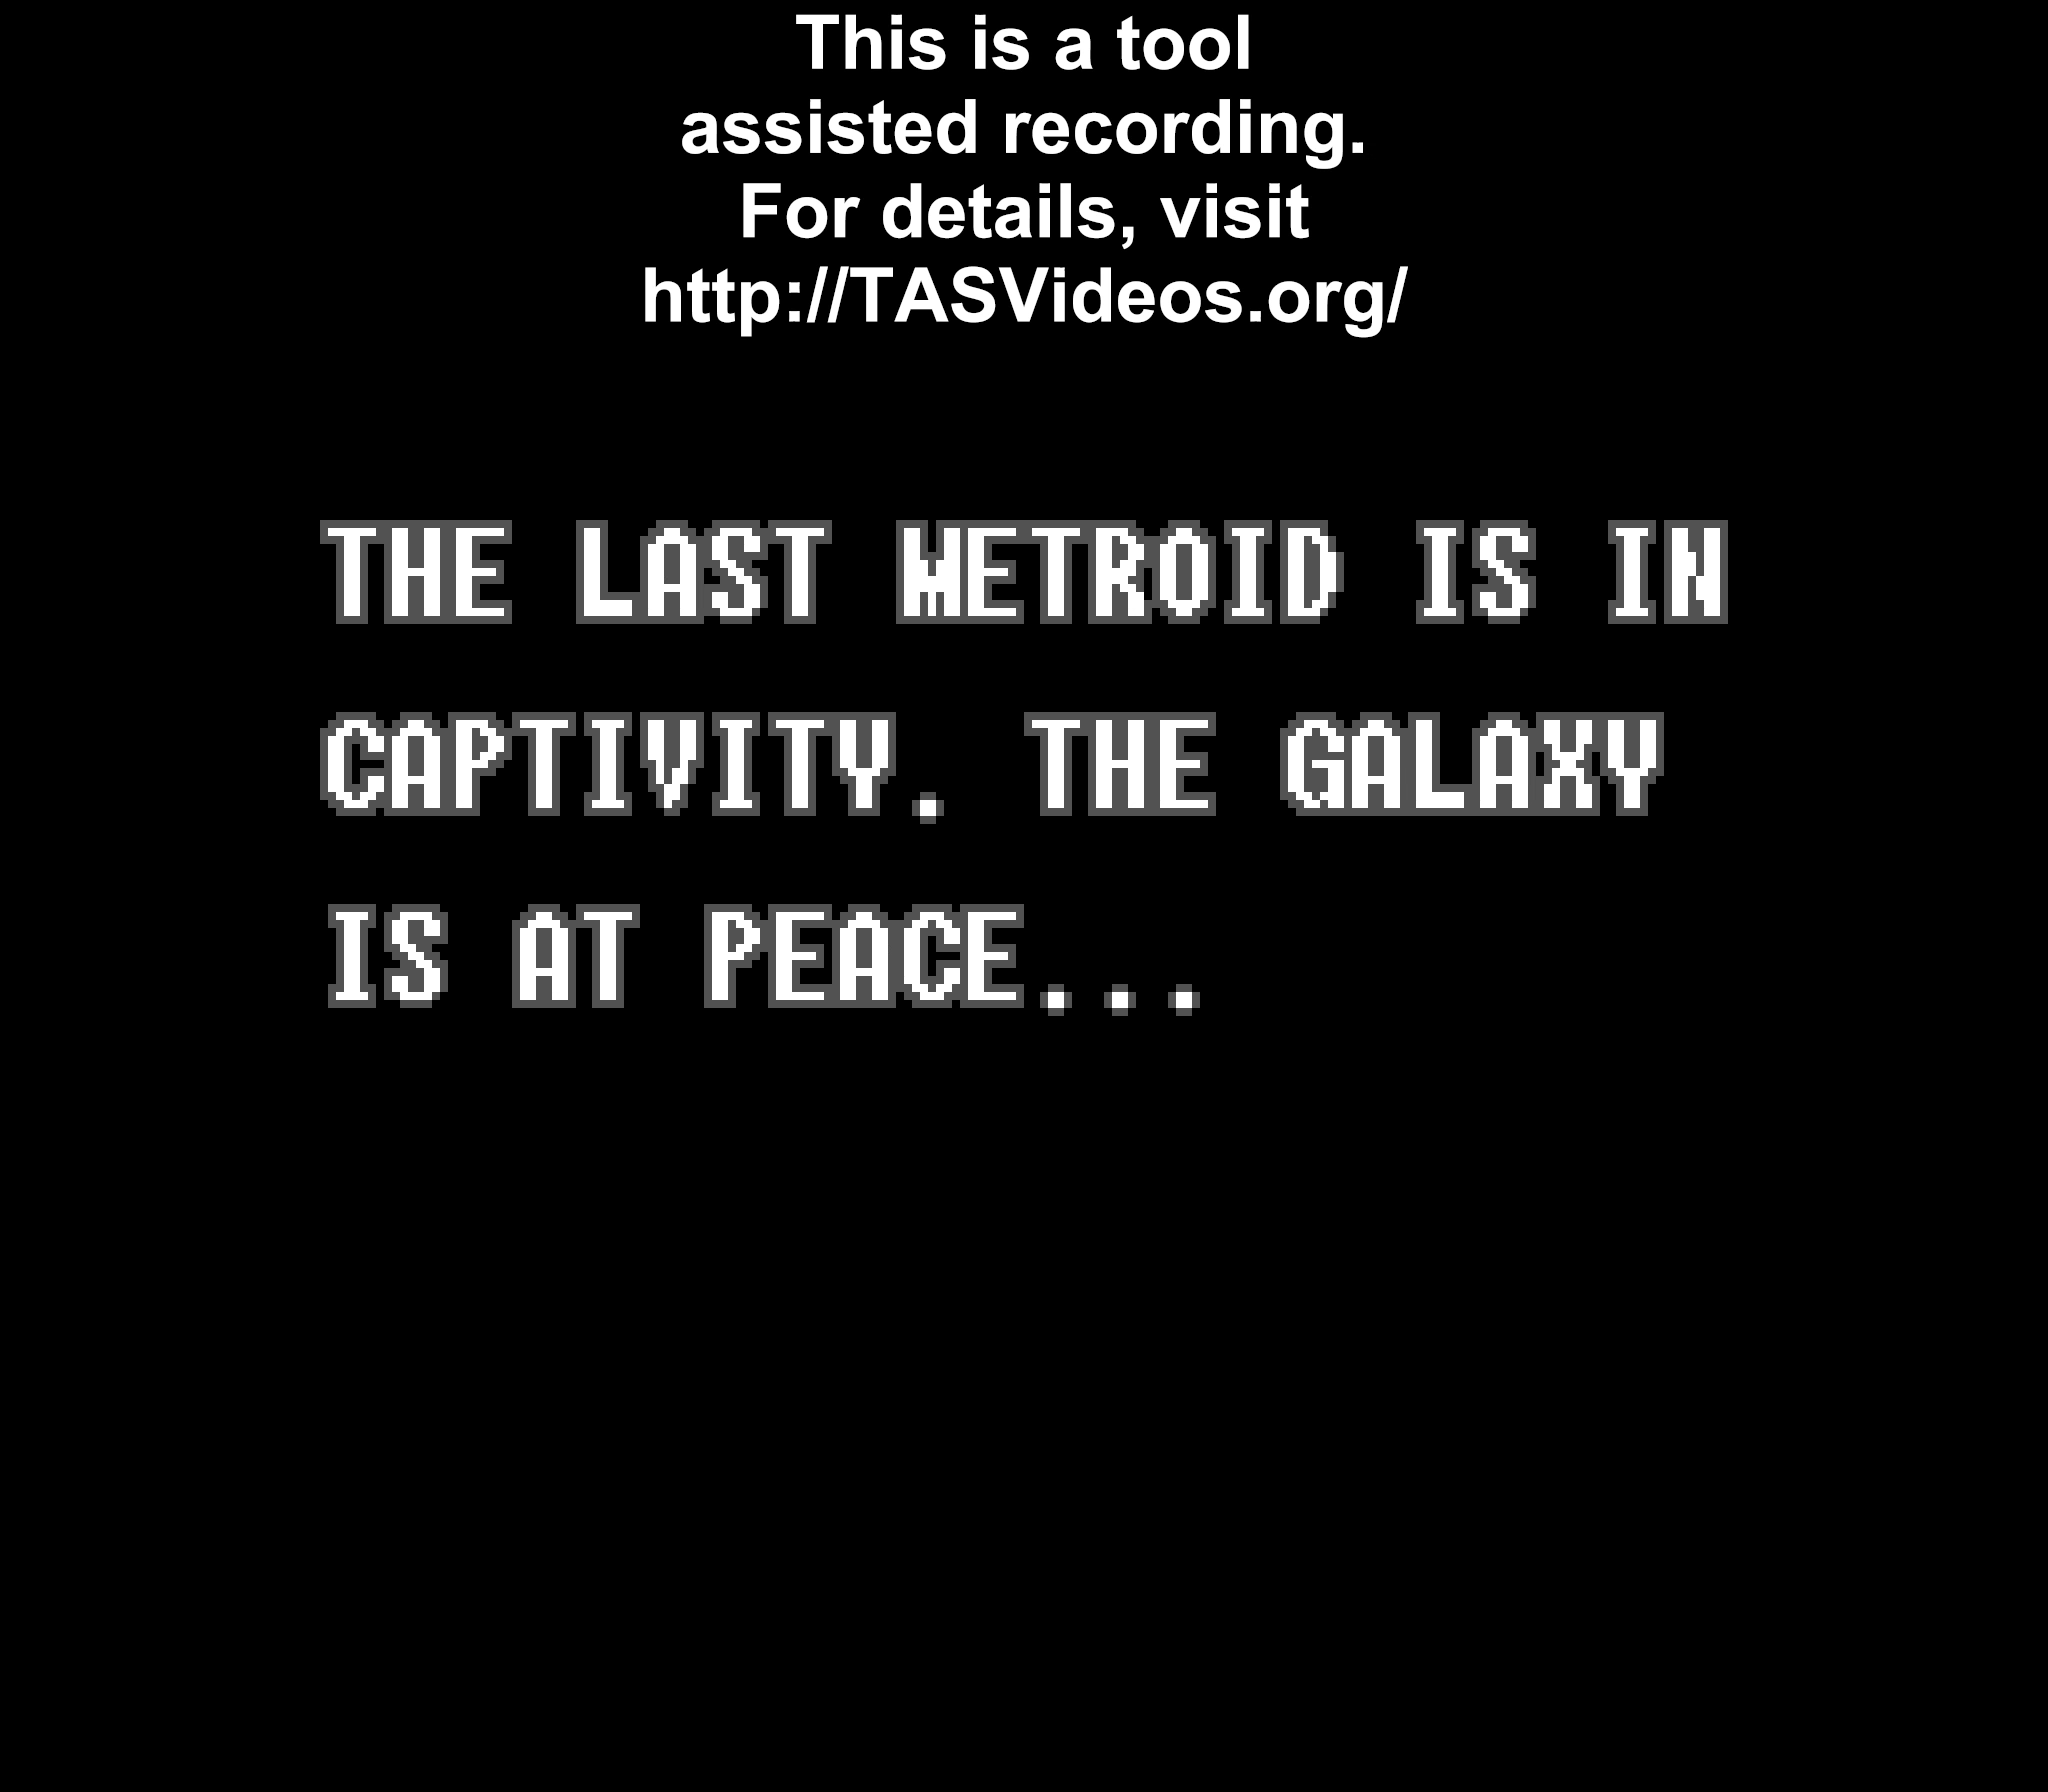 This is a tool
assisted recording.
For details, visit
http://TASVideos.org/
THE LAST METROID IS IN
CAPTIVITY. THE GALAXY
IS AT PEACE...